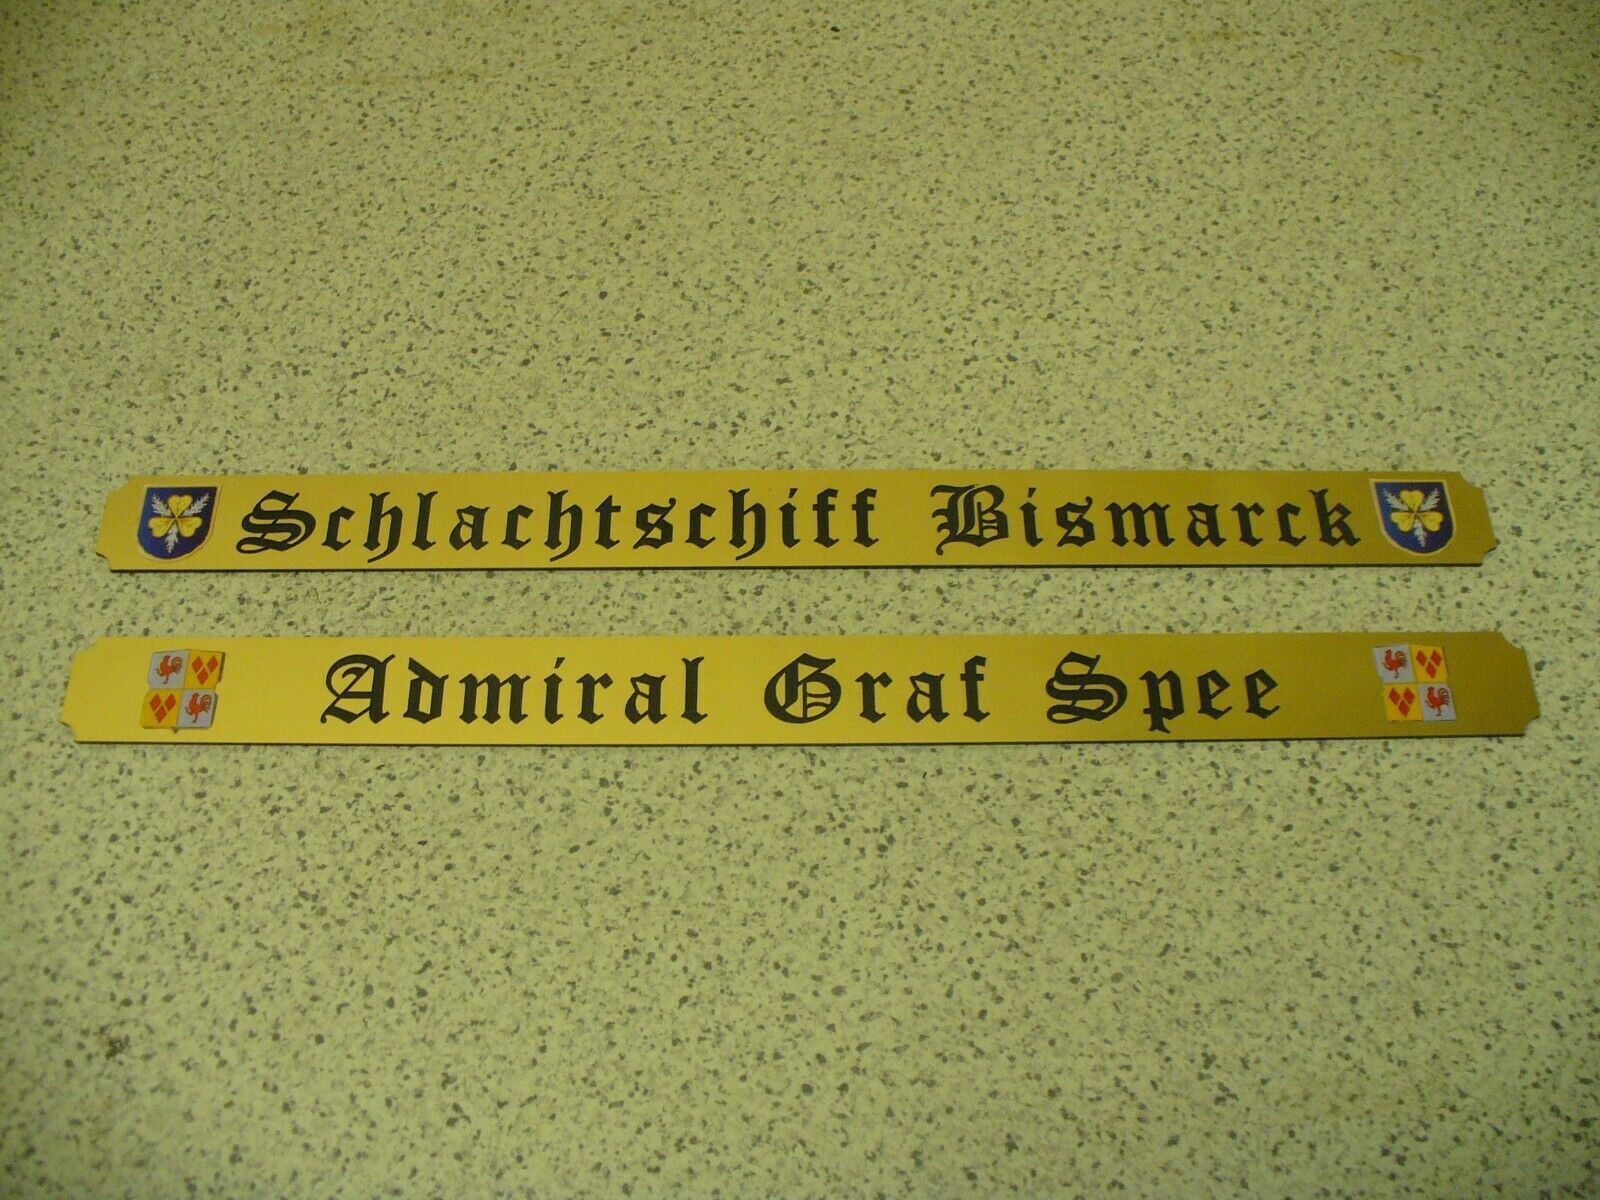 Schlachtschiff Bismarck
Admiral Graf Spee